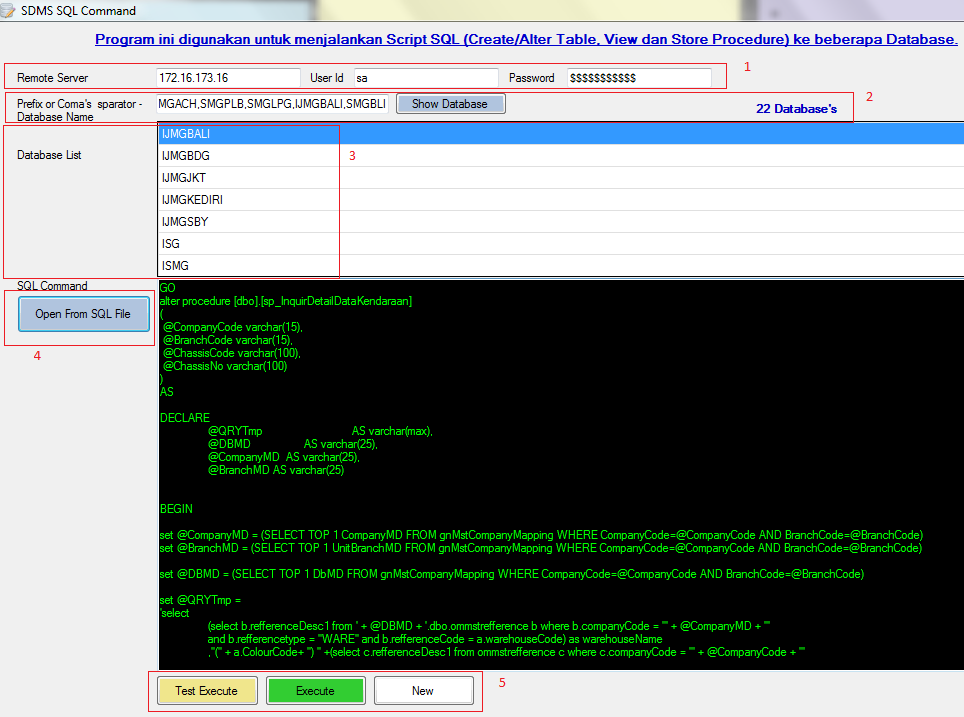 SDMS SQL Command
Program ini digunakan untuk menjalankan Script SQL (Create/Alter Table, View dan Store Procedure) ke beberapa Database.
Remote Server 172.16.173.16 User Id sa Password $$$$$$$$$$$ 1
Prefix or Coma's sparator - MGACH,SMGPLB,SMGLPG,IJMGBALI,SMGBLI Show Database 22 Database's 2
Database Name
IJMGBALI
Database List IJMGBDG 3
IJMGJKT
IJMGKEDIRI
IJMGSBY
ISG
ISMG
SQL Command
GO
Open From SQL File
4
alter procedure [dbo].[sp_InquirDetailDataKendaraan]
(
@CompanyCode varchar(15),
@BranchCode varchar(15),
@ChassisCode varchar(100),
@ChassisNo varchar(100)
)
AS
DECLARE
@QRYTmp AS varchar(max),
@DBMD AS varchar(25),
@CompanyMD AS varchar(25),
@BranchMD AS varchar(25)
BEGIN
set @CompanyMD = (SELECT TOP 1 CompanyMD FROM gnMstCompanyMapping WHERE CompanyCode=@CompanyCode AND BranchCode=@BranchCode)
set @BranchMD = (SELECT TOP 1 UnitBranchMD FROM gnMstCompanyMapping WHERE CompanyCode=@CompanyCode AND BranchCode=@BranchCode)
set @DBMD = (SELECT TOP 1 DbMD FROM gnMstCompanyMapping WHERE CompanyCode=@CompanyCode AND BranchCode=@BranchCode)
set @QRYTmp =
'select
(select b.refferenceDesc1 from ' + @DBMD + '.dbo.ommstrefference b where b.companyCode = ''' + @CompanyMD + '''
and b.refferencetype = ''WARE'' and b.refferenceCode = a.warehouseCode) as warehouseName
,''('' + a.ColourCode+ '') '' +(select c.refferenceDesc1 from ommstrefference c where c.companyCode = ''' + @CompanyCode + '''
Test Execute Execute New 5